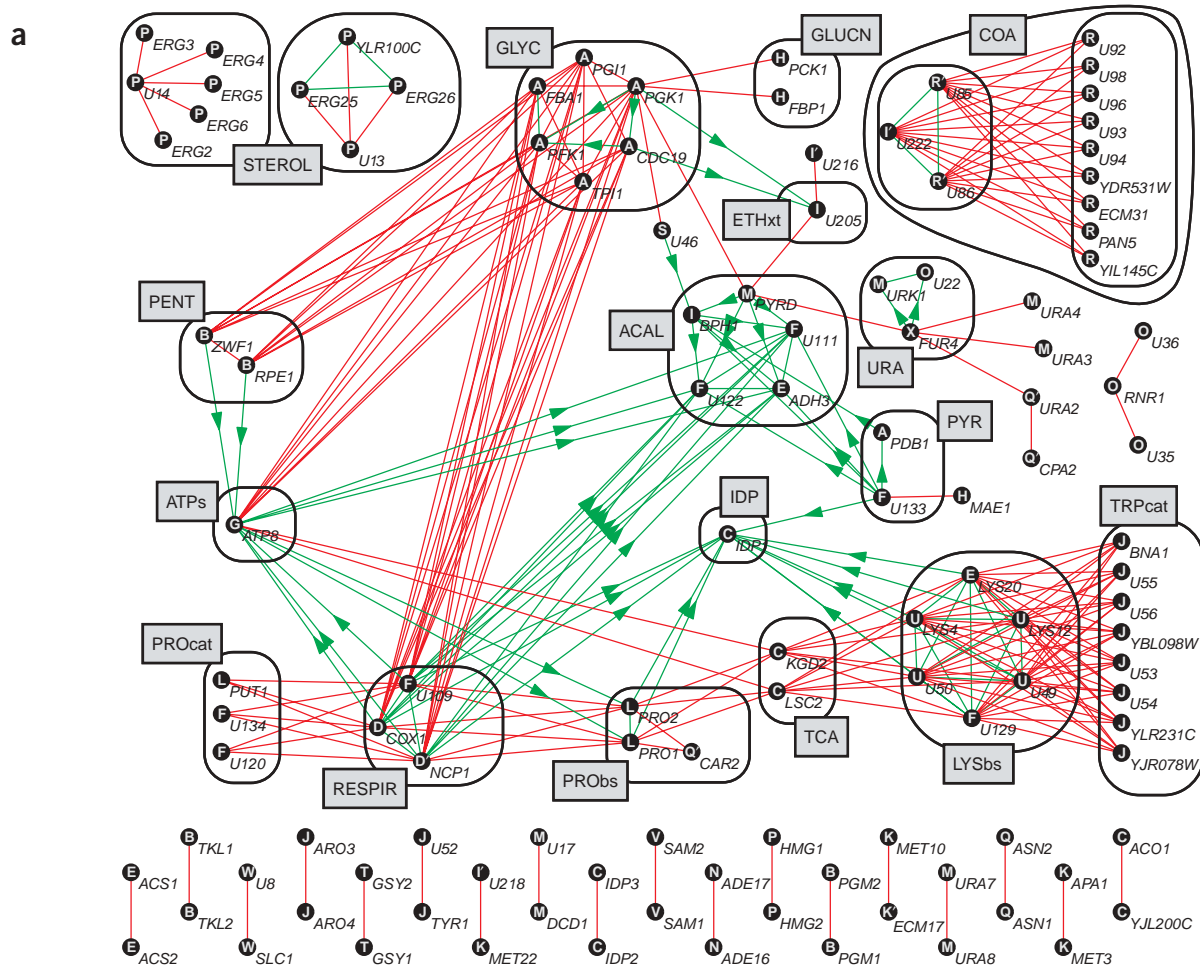 a
P ERG3
P ERG4
P U14
P ERG5
P ERG6
P ERG2
STEROL
P YLR100C
P ERG25
P ERG26
P U13
GLYC
A PGI1
A FBA1
A PGK1
A PFK1
A CDC19
A TPI1
GLUCN
H PCK1
H FBP1
COA
R' U85
I' U222
R' U86
R U92
R U98
R U96
R U93
R U94
R YDR531W
R ECM31
R PAN5
R YIL145C
I' U216
ETHxt
I U205
S U46
PENT
B ZWF1
B RPE1
ACAL
M PYRD
I BPH1
F U111
F U122
E ADH3
M URK1
O U22
X FUR4
URA
M URA4
M URA3
Q' URA2
Q' CPA2
O U36
O RNR1
O U35
PYR
A PDB1
F U133
H MAE1
ATPs
G ATP8
IDP
C IDP1
TRPcat
J BNA1
J U55
J U56
J YBL098W
J U53
J U54
J YLR231C
J YJR078W
E LYS20
U LYS4
U LYS12
U U50
U U49
F U129
LYSbs
PROcat
L PUT1
F U134
F U120
F U109
D COX1
D NCP1
RESPIR
L PRO2
L PRO1
Q' CAR2
PRObs
C KGD2
C LSC2
TCA
B TKL1
J ARO3
J U52
M U17
V SAM2
P HMG1
K MET10
Q ASN2
C ACO1
E ACS1
W U8
T GSY2
I' U218
C IDP3
N ADE17
B PGM2
M URA7
K APA1
B TKL2
J ARO4
J TYR1
M DCD1
V SAM1
P HMG2
K' ECM17
Q ASN1
C YJL200C
E ACS2
W SLC1
T GSY1
K MET22
C IDP2
N ADE16
B PGM1
M URA8
K MET3